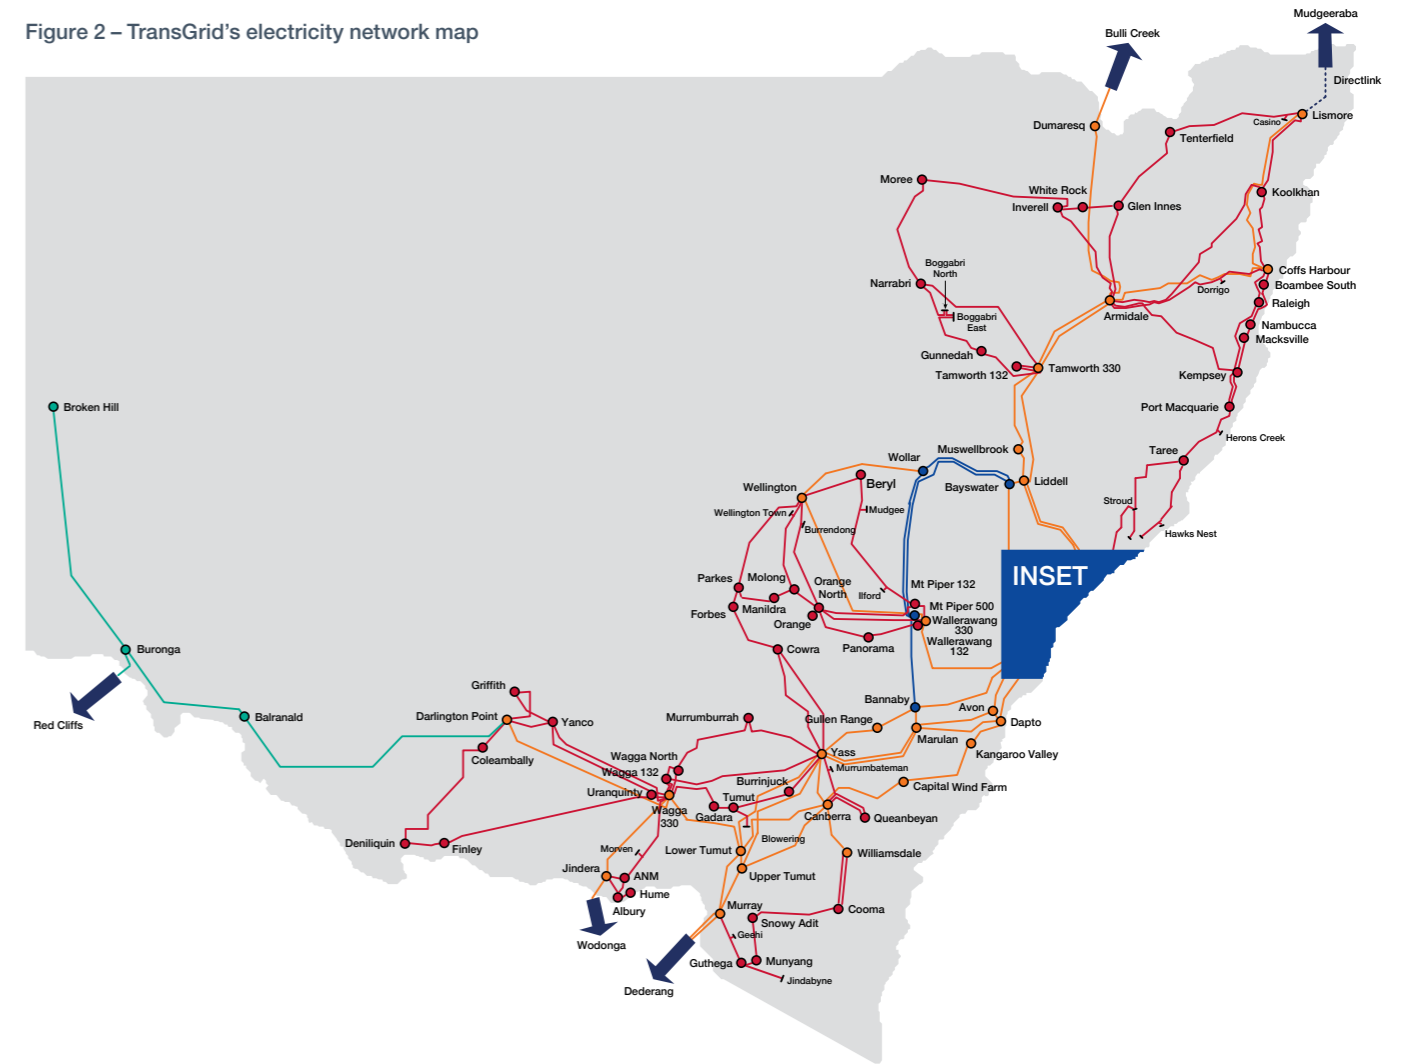 Figure 2 – TransGrid's electricity network map
Mudgeeraba
Bulli Creek
Directlink
Lismore
Casino
Dumaresq
Tenterfield
Moree
White Rock
Koolkhan
Inverell
Glen Innes
Boggabri
North
Coffs Harbour
Narrabri
Boambee South
Dorrigo
Raleigh
Boggabri
East
Armidale
Nambucca
Macksville
Gunnedah
Tamworth 132
Tamworth 330
Kempsey
Broken Hill
Port Macquarie
Herons Creek
Muswellbrook
Taree
Wollar
Beryl
Bayswater
Liddell
Wellington
Stroud
Wellington Town
Mudgee
Burrendong
Hawks Nest
INSET
Parkes
Molong
Orange
North
Mt Piper 132
Ilford
Forbes
Manildra
Mt Piper 500
Orange
Wallerawang
330
Wallerawang
132
Panorama
Buronga
Cowra
Griffith
Bannaby
Red Cliffs
Balranald
Darlington Point
Yanco
Murrumburrah
Gullen Range
Avon
Dapto
Marulan
Coleambally
Wagga North
Yass
Kangaroo Valley
Wagga 132
Murrumbateman
Burrinjuck
Capital Wind Farm
Uranquinty
Tumut
Wagga
330
Gadara
Canberra
Queanbeyan
Deniliquin
Finley
Blowering
Morven
Lower Tumut
Williamsdale
Jindera
ANM
Upper Tumut
Hume
Albury
Murray
Cooma
Snowy Adit
Wodonga
Geehi
Guthega
Munyang
Jindabyne
Dederang